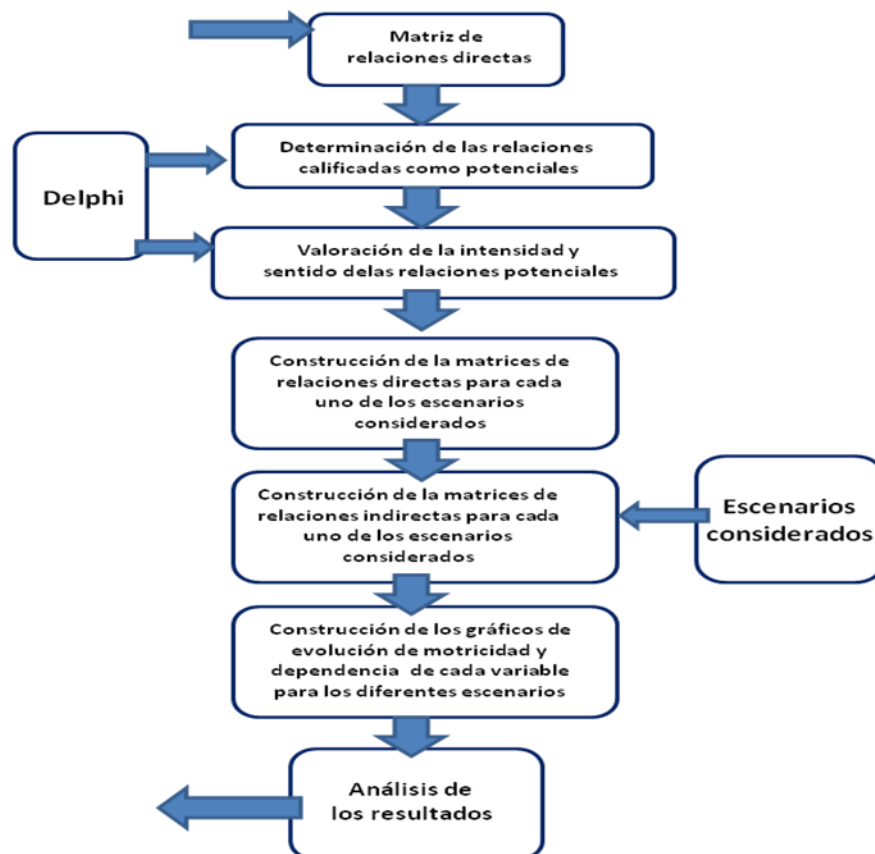 Matriz de
relaciones directas
Determinación de las relaciones
calificadas como potenciales
Delphi
Valoración de la intensidad y
sentido delas relaciones potenciales
Construcción de la matrices de
relaciones directas para cada
uno de los escenarios
considerados
Construcción de la matrices de
relaciones indirectas para cada
uno de los escenarios
considerados
Escenarios
considerados
Construcción de los gráficos de
evolución de motricidad y
dependencia de cada variable
para los diferentes escenarios
Análisis de
los resultados